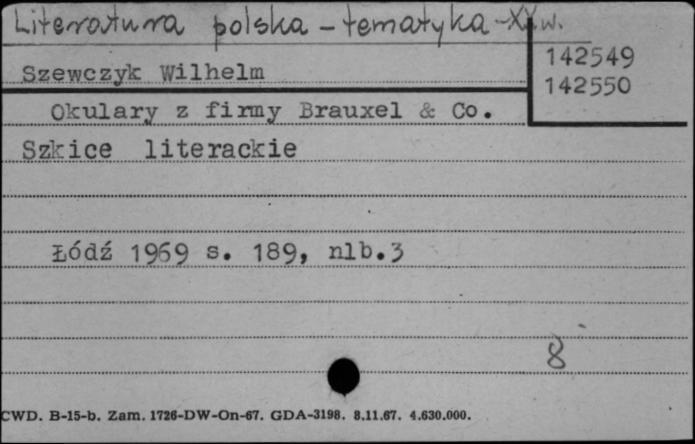 Literatura polska - tematyka - XX w.
142549
Szewczyk Wilhelm
142550
Okulary z firmy Brauxel & Co.
Szkice literackie
Łódź 1969 s. 189, nlb.3
8
CWD. B-15-b. Zam. 1726-DW-On-67. GDA-3198. 8.11.67. 4.630.000.